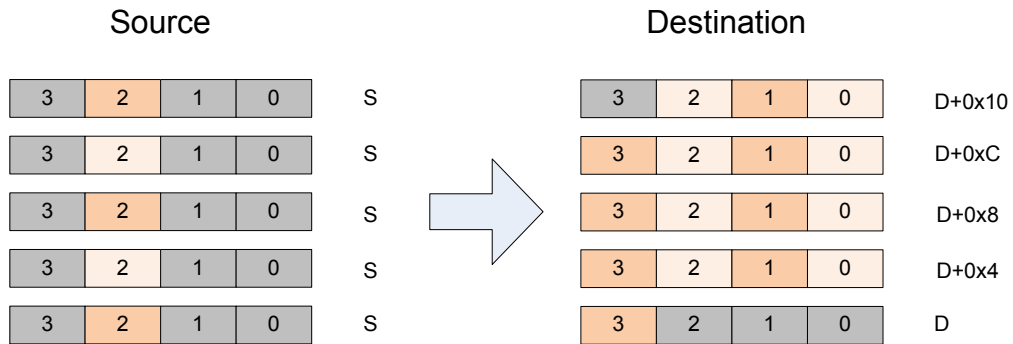 Source Destination
3 2 1 0 S 3 2 1 0 D+0x10
3 2 1 0 S 3 2 1 0 D+0xC
3 2 1 0 S 3 2 1 0 D+0x8
3 2 1 0 S 3 2 1 0 D+0x4
3 2 1 0 S 3 2 1 0 D